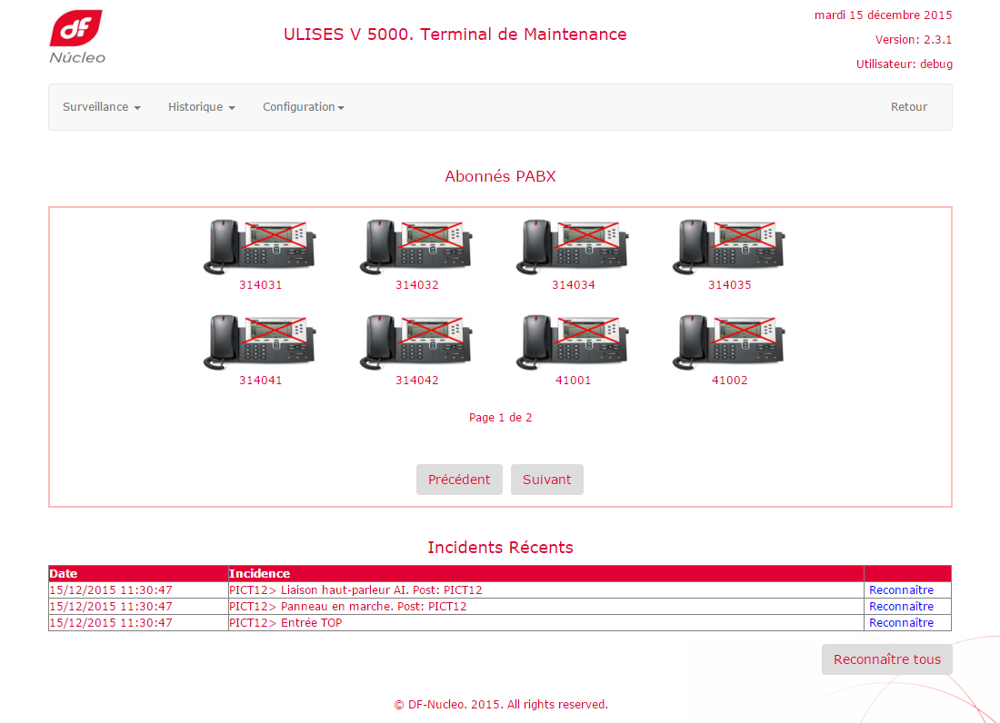 df
Núcleo
ULISES V 5000. Terminal de Maintenance
mardi 15 décembre 2015
Version: 2.3.1
Utilisateur: debug
Surveillance Historique Configuration Retour
Abonnés PABX
314031 314032 314034 314035
314041 314042 41001 41002
Page 1 de 2
Précédent Suivant
Incidents Récents
Date Incidence
15/12/2015 11:30:47 PICT12> Liaison haut-parleur AI. Post: PICT12 Reconnaître
15/12/2015 11:30:47 PICT12> Panneau en marche. Post: PICT12 Reconnaître
15/12/2015 11:30:47 PICT12> Entrée TOP Reconnaître
Reconnaître tous
© DF-Nucleo. 2015. All rights reserved.